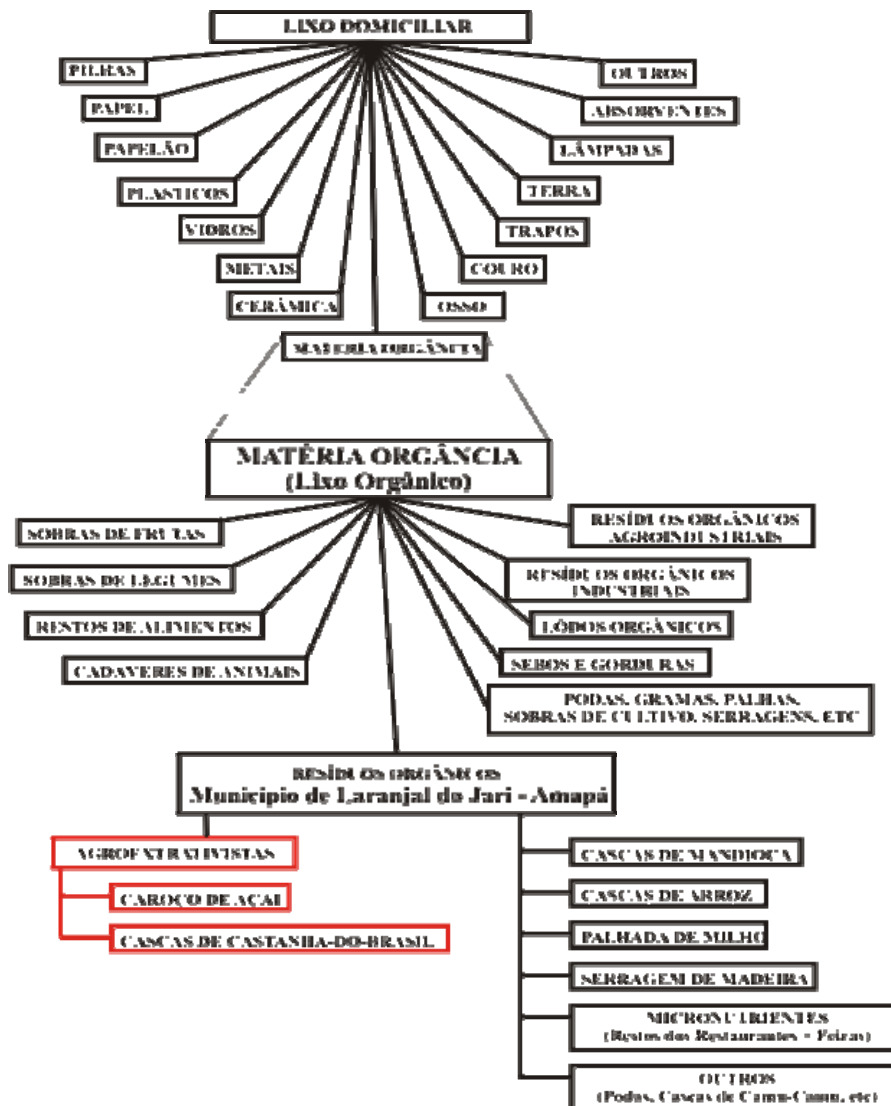 LIXO DOMICILIAR
PILHAS
OUTROS
PAPEL
ABSORVENTES
PAPELÃO
LÂMPADAS
PLASTICOS
TERRA
VIDROS
TRAPOS
METAIS
COURO
CERÂMICA
OSSO
MATERIA ORGÂNCIA
MATÉRIA ORGÂNCIA
(Lixo Orgânico)
SOBRAS DE FRUTAS
RESÍDUOS ORGÂNICOS
AGROINDUSTRIAIS
SOBRAS DE LEGUMES
RESÍDUOS ORGÂNICOS
INDUSTRIAIS
RESTOS DE ALIMENTOS
LÔDOS ORGÂNICOS
CADAVERES DE ANIMAIS
SEBOS E GORDURAS
PODAS, GRAMAS, PALHAS,
SOBRAS DE CULTIVO, SERRAGENS, ETC
RESÍDUOS ORGÂNICOS
Município de Laranjal do Jari - Amapá
AGROEXTRATIVISTAS
CAROÇO DE AÇAI
CASCAS DE CASTANHA-DO-BRASIL
CASCAS DE MANDIOCA
CASCAS DE ARROZ
PALHADA DE MILHO
SERRAGEM DE MADEIRA
MICRONUTRIENTES
(Restos dos Restaurantes - Feiras)
OUTROS
(Podas, Cascas de Camu-Camu, etc)